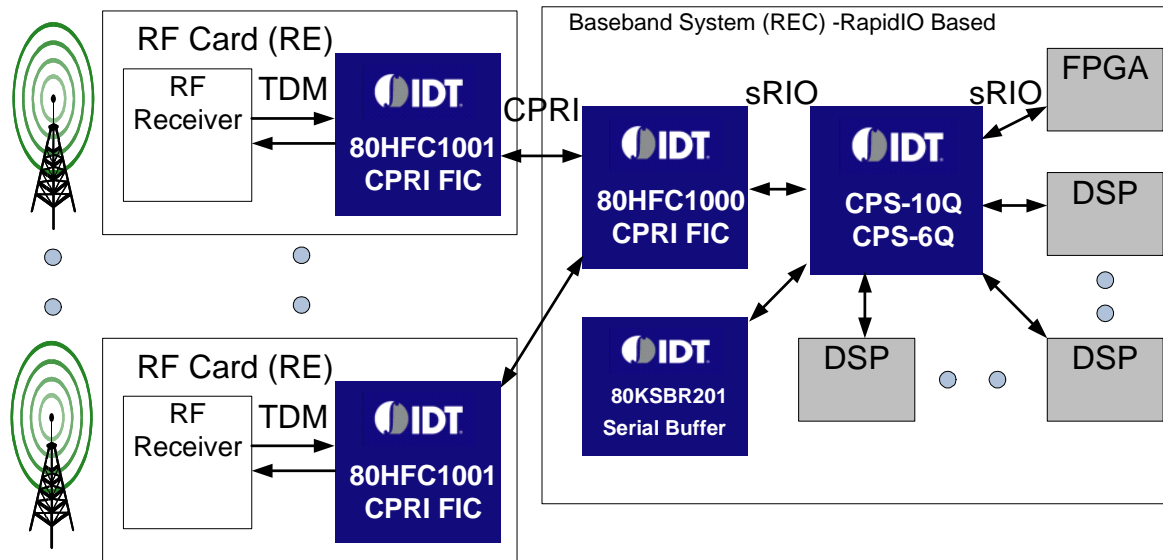 RF Card (RE)
RF
Receiver
TDM
IDT
80HFC1001
CPRI FIC
CPRI
Baseband System (REC) -RapidIO Based
IDT
80HFC1000
CPRI FIC
sRIO
IDT
CPS-10Q
CPS-6Q
sRIO
FPGA
DSP
IDT
80KSBR201
Serial Buffer
DSP
DSP
RF Card (RE)
RF
Receiver
TDM
IDT
80HFC1001
CPRI FIC